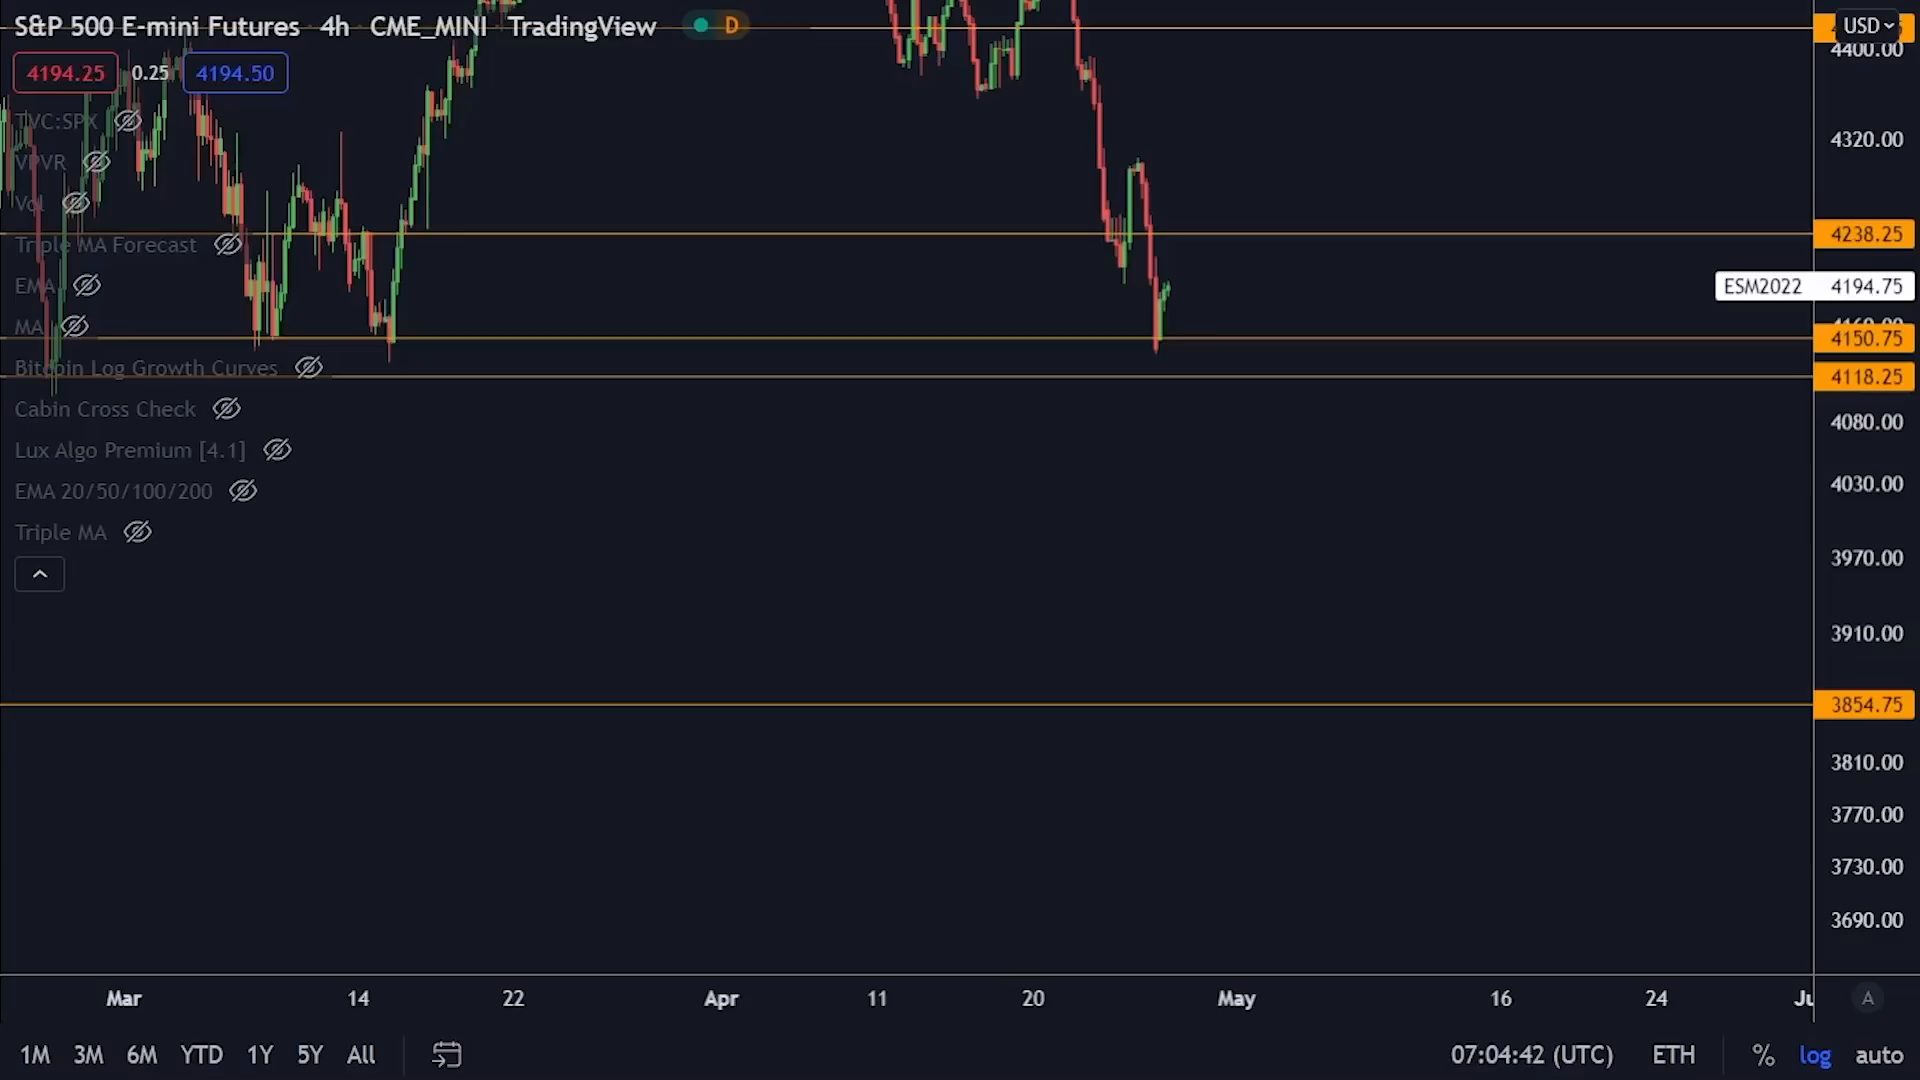 S&P 500 E-mini Futures · 4h · CME_MINI · TradingView D
4194.25 0.25 4194.50
TVC:SPX
VPVR
Vol
Triple MA Forecast
EMA
MA
Bitcoin Log Growth Curves
Cabin Cross Check
Lux Algo Premium [4.1]
EMA 20/50/100/200
Triple MA
USD
4400.00
4320.00
4238.25
ESM2022 4194.75
4160.00
4150.75
4118.25
4080.00
4030.00
3970.00
3910.00
3854.75
3810.00
3770.00
3730.00
3690.00
Mar 14 22 Apr 11 20 May 16 24 A
1M 3M 6M YTD 1Y 5Y All 07:04:42 (UTC) ETH % log auto